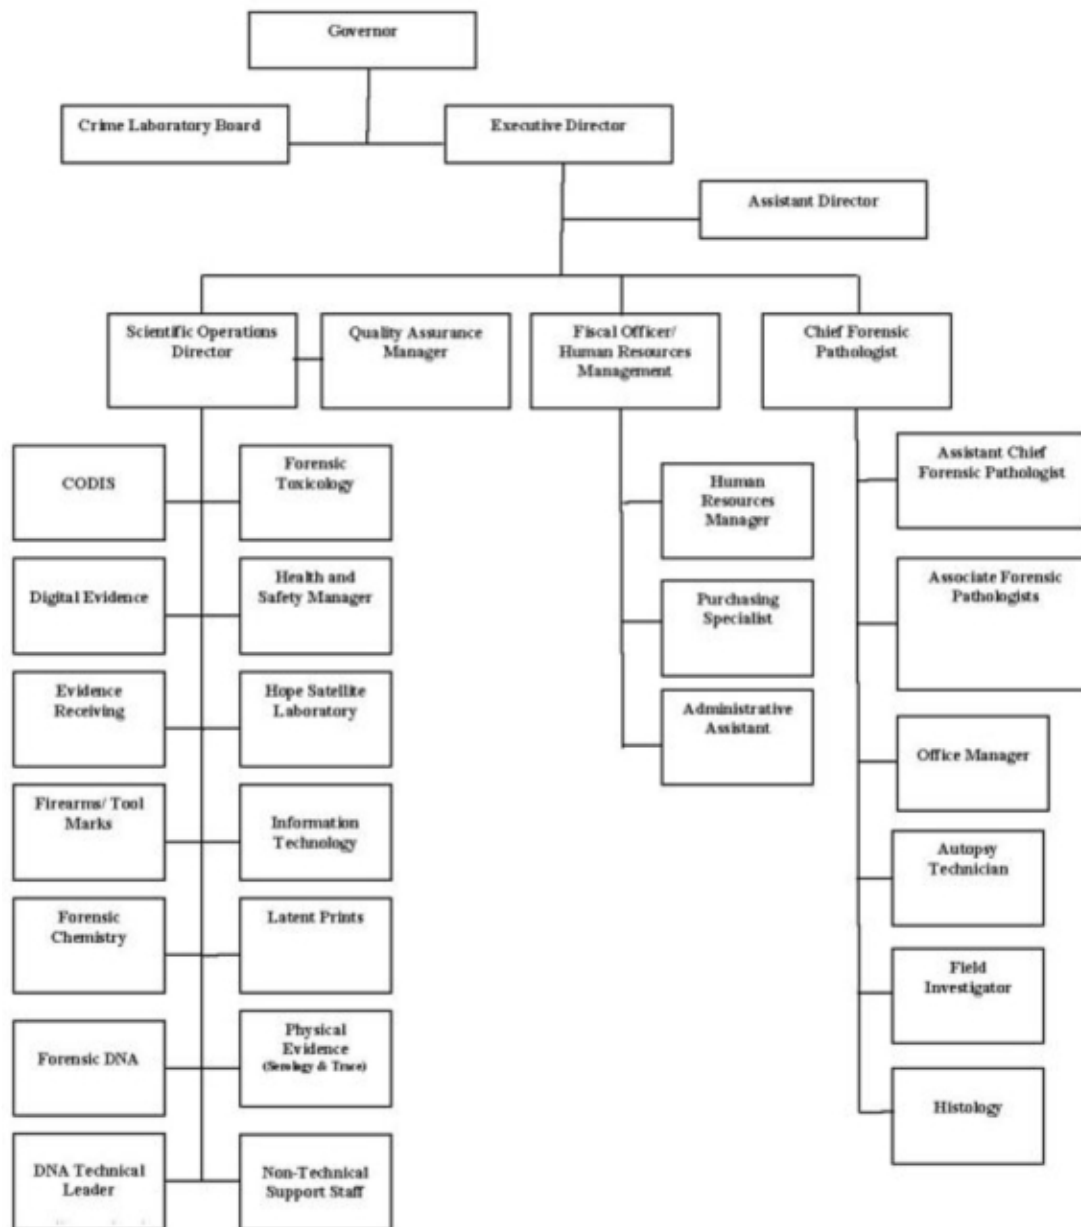 Governor
Crime Laboratory Board
Executive Director
Assistant Director
Scientific Operations
Director
Quality Assurance
Manager
Fiscal Officer/
Human Resources
Management
Chief Forensic
Pathologist
CODIS
Forensic
Toxicology
Digital Evidence
Health and
Safety Manager
Evidence
Receiving
Hope Satellite
Laboratory
Firearms/ Tool
Marks
Information
Technology
Forensic
Chemistry
Latent Prints
Forensic DNA
Physical
Evidence
(Serology & Trace)
DNA Technical
Leader
Non-Technical
Support Staff
Human
Resources
Manager
Purchasing
Specialist
Administrative
Assistant
Assistant Chief
Forensic Pathologist
Associate Forensic
Pathologists
Office Manager
Autopsy
Technician
Field
Investigator
Histology